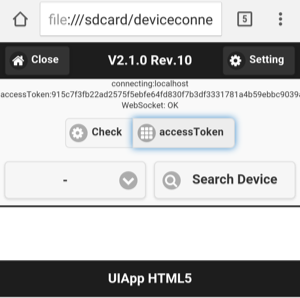 file:///sdcard/deviceconne
5
Close
V2.1.0 Rev.10
Setting
connecting:localhost
accessToken:915c7f3fb22ad2575f5ebfe64fd830f7b3df3331781a4b59ebbc9039a
WebSocket: OK
Check
accessToken
-
Search Device
UIApp HTML5